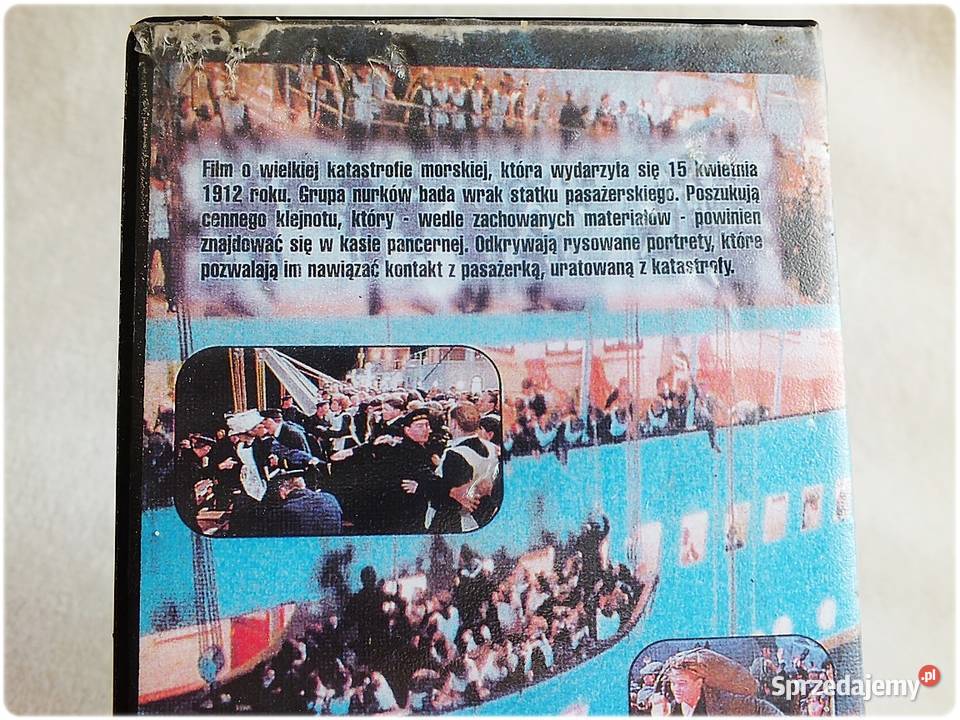 Film o wielkiej katastrofie morskiej, która wydarzyła się 15 kwietnia
1912 roku. Grupa nurków bada wrak statku pasażerskiego. Poszukują
cennego klejnotu, który - wedle zachowanych materiałów - powinien
znajdować się w kasie pancernej. Odkrywają rysowane portrety, które
pozwalają im nawiązać kontakt z pasażerką, uratowaną z katastrofy.
Sprzedajemy.pl